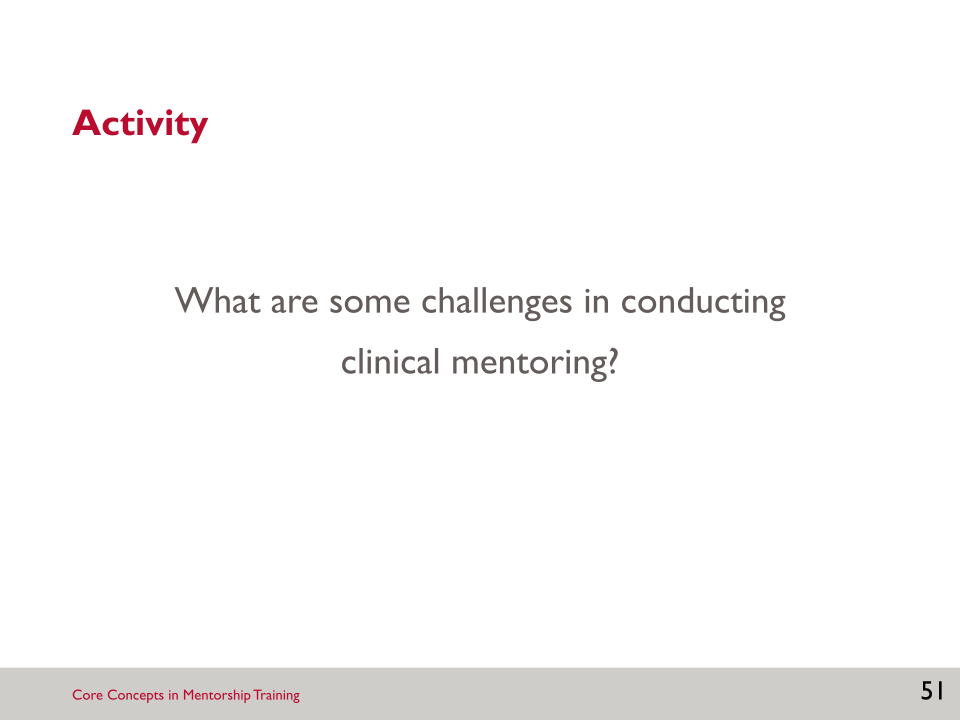 Activity
What are some challenges in conducting
clinical mentoring?
Core Concepts in Mentorship Training
51